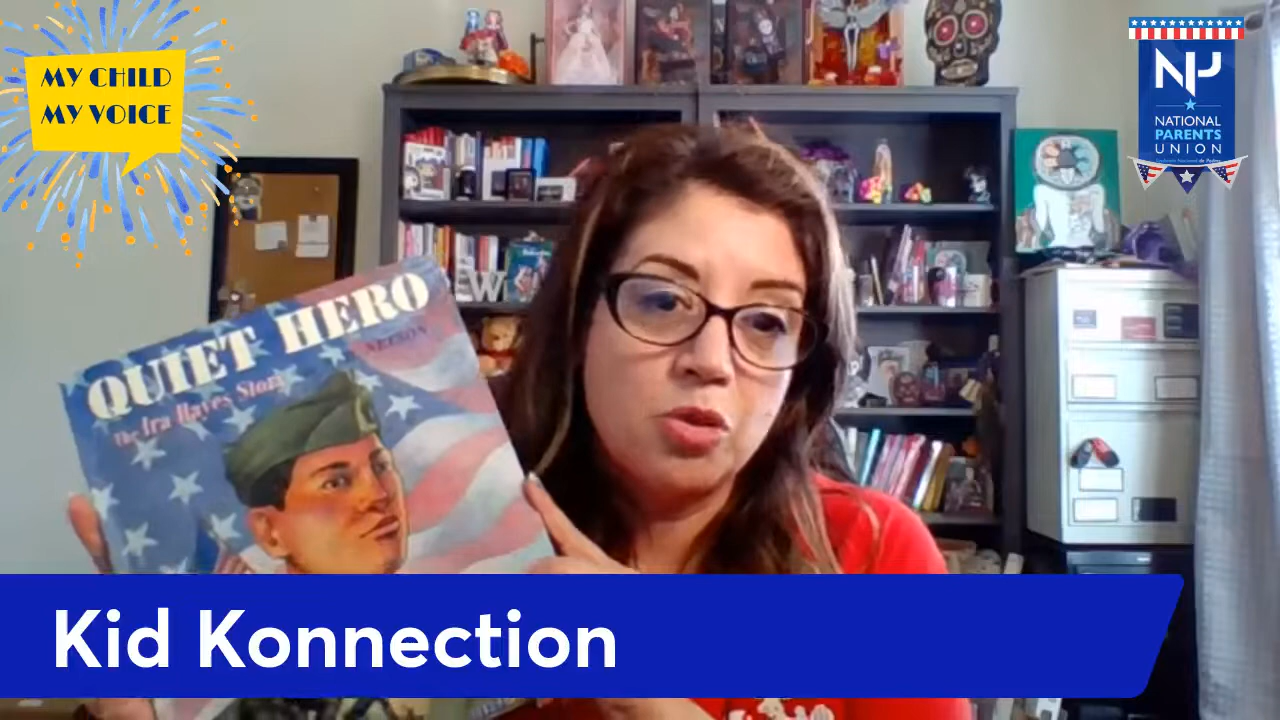 MY CHILD
MY VOICE
NP
NATIONAL
PARENTS
UNION
QUIET HERO
NELSON
The Ira Hayes Story
W
Kid Konnection